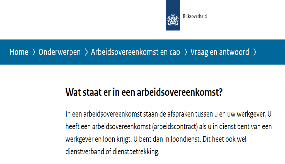 Rijksoverheid
Home > Onderwerpen > Arbeidsovereenkomst en cao > Vraag en antwoord >
Wat staat er in een arbeidsovereenkomst?
In een arbeidsovereenkomst staan de afspraken tussen u en uw werkgever. U
heeft een arbeidsovereenkomst (arbeidscontract) als u in dienst bent van een
werkgever en loon krijgt. U bent dan in loondienst. Dit heet ook wel
dienstverband of dienstbetrekking.